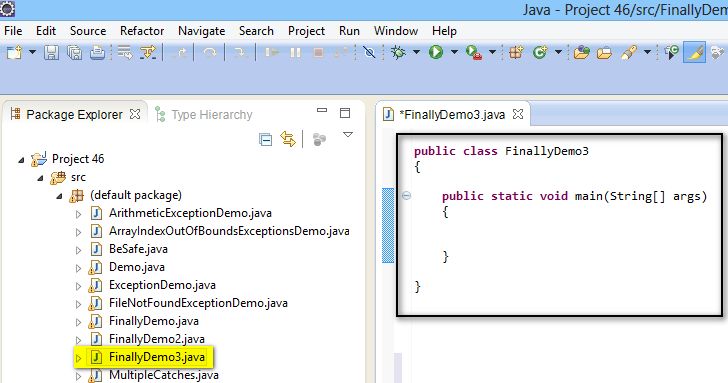 Java - Project 46/src/FinallyDem
File Edit Source Refactor Navigate Search Project Run Window Help
Package Explorer Type Hierarchy
*FinallyDemo3.java
Project 46
src
(default package)
ArithmeticExceptionDemo.java
ArrayIndexOutOfBoundsExceptionsDemo.java
BeSafe.java
Demo.java
ExceptionDemo.java
FileNotFoundExceptionDemo.java
FinallyDemo.java
FinallyDemo2.java
FinallyDemo3.java
MultipleCatches.java
public class FinallyDemo3
{
public static void main(String[] args)
{
}
}